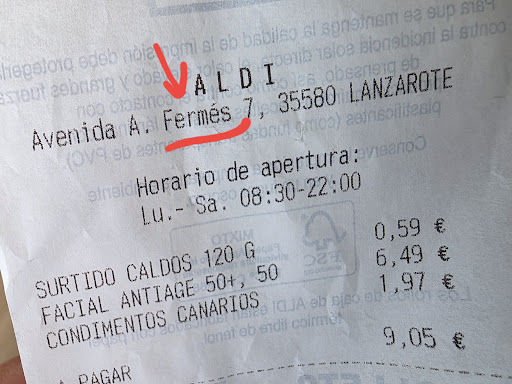 ALDI
Avenida A. Fermés 7, 35580 LANZAROTE
Horario de apertura:
Lu.- Sa. 08:30-22:00
SURTIDO CALDOS 120 G 0,59 €
FACIAL ANTIAGE 50+, 50 6,49 €
CONDIMENTOS CANARIOS 1,97 €
9,05 €
A PAGAR